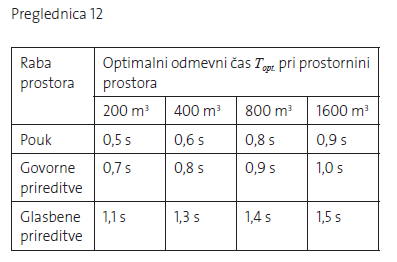 Preglednica 12
Raba prostora
Optimalni odmevni čas T opt. pri prostornini prostora
200 m³ 400 m³ 800 m³ 1600 m³
Pouk 0,5 s 0,6 s 0,8 s 0,9 s
Govorne prireditve 0,7 s 0,8 s 0,9 s 1,0 s
Glasbene prireditve 1,1 s 1,3 s 1,4 s 1,5 s